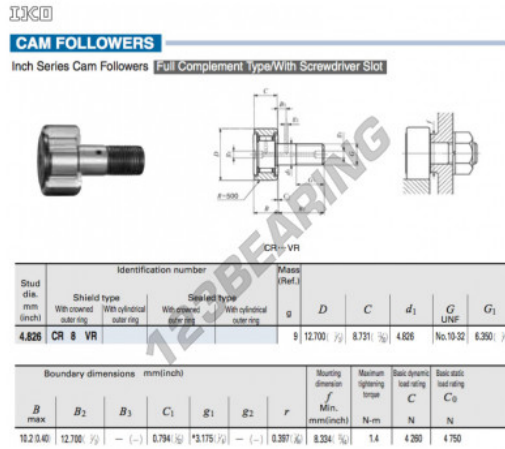 IKO
CAM FOLLOWERS
Inch Series Cam Followers Full Complement Type/With Screwdriver Slot
C
D
R=500
B
CR···VR
123BEARING
Identification number
Mass (Ref.)
Stud dia. mm (inch)
Shield type
Sealed type
With crowned outer ring
With cylindrical outer ring
With crowned outer ring
With cylindrical outer ring
g
D
C
d1
G UNF
G1
4.826 CR 8 VR 9 12.700( ½) 8.731( ) 4.826 No.10-32 6.350(
Boundary dimensions mm(inch)
Mounting dimension f Min. mm(inch)
Maximum tightening torque N-m
Basic dynamic load rating C N
Basic static load rating C0 N
B max
B2
B3
C1
g1
g2
r
10.2(0.40) 12.700( ½) — (—) 0.794( ) *3.175( ) — (—) 0.397( ) 8.334( ) 1.4 4 260 4 750